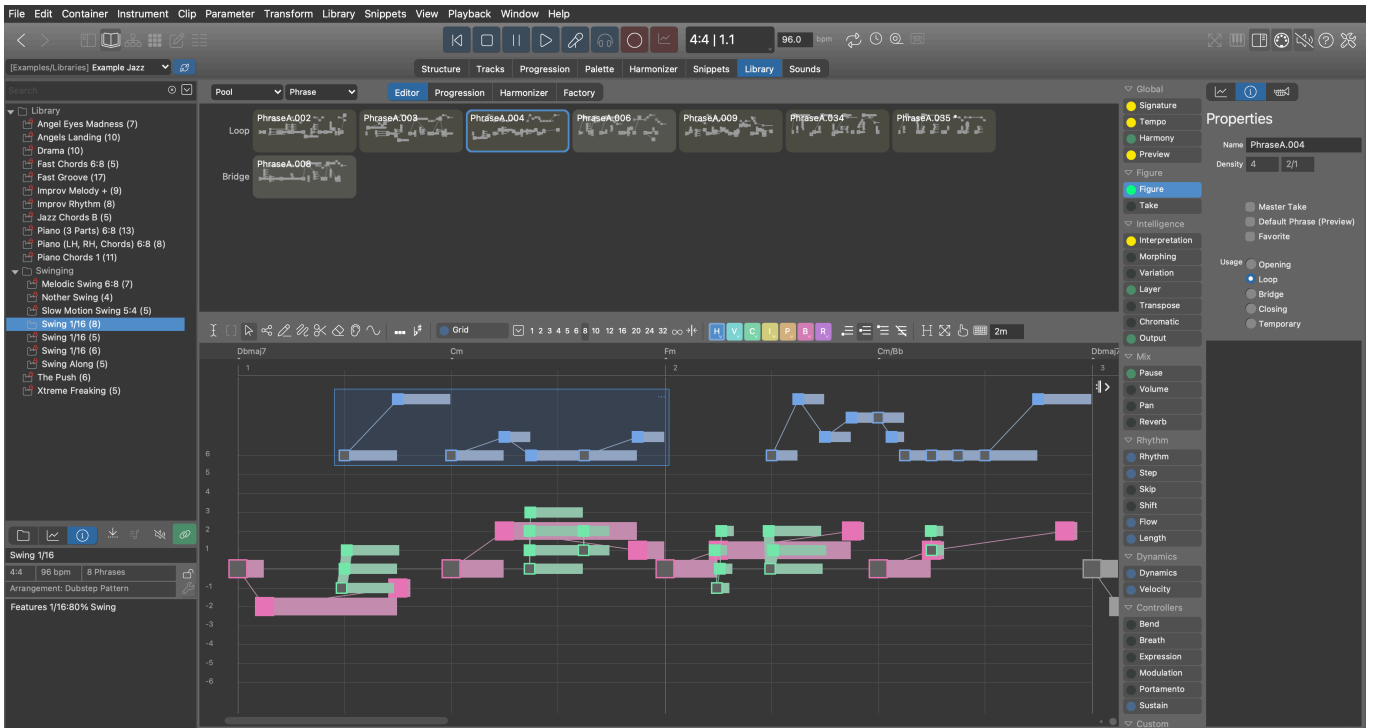 File Edit Container Instrument Clip Parameter Transform Library Snippets View Playback Window Help
4:4 | 1.1 96.0 bpm
[Examples/Libraries] Example Jazz
Structure Tracks Progression Palette Harmonizer Snippets Library Sounds
Search
Pool Phrase Editor Progression Harmonizer Factory
Library
Angel Eyes Madness (7)
Angels Landing (10)
Drama (10)
Fast Chords 6:8 (5)
Fast Groove (17)
Improv Melody + (9)
Improv Rhythm (8)
Jazz Chords B (5)
Piano (3 Parts) 6:8 (13)
Piano (LH, RH, Chords) 6:8 (8)
Piano Chords 1 (11)
Swinging
Melodic Swing 6:8 (7)
Nother Swing (4)
Slow Motion Swing 5:4 (5)
Swing 1/16 (8)
Swing 1/16 (5)
Swing 1/16 (6)
Swing Along (5)
The Push (6)
Xtreme Freaking (5)
Loop
PhraseA.002
PhraseA.003
PhraseA.004
PhraseA.006
PhraseA.009
PhraseA.034
PhraseA.035 *
Bridge
PhraseA.008
Grid 1 2 3 4 5 6 8 10 12 16 20 24 32 ∞ H V C I P B R 2m
Dbmaj7 Cm Fm Cm/Bb Dbmaj7
1 2 3
6
5
4
3
2
1
-1
-2
-3
-4
-5
-6
Swing 1/16
4:4 96 bpm 8 Phrases
Arrangement: Dubstep Pattern
Features 1/16:80% Swing
Global
Signature
Tempo
Harmony
Preview
Figure
Figure
Take
Intelligence
Interpretation
Morphing
Variation
Layer
Transpose
Chromatic
Output
Mix
Pause
Volume
Pan
Reverb
Rhythm
Rhythm
Step
Skip
Shift
Flow
Length
Dynamics
Dynamics
Velocity
Controllers
Bend
Breath
Expression
Modulation
Portamento
Sustain
Custom
Properties
Name PhraseA.004
Density 4 2/1
Master Take
Default Phrase (Preview)
Favorite
Usage Opening
Loop
Bridge
Closing
Temporary